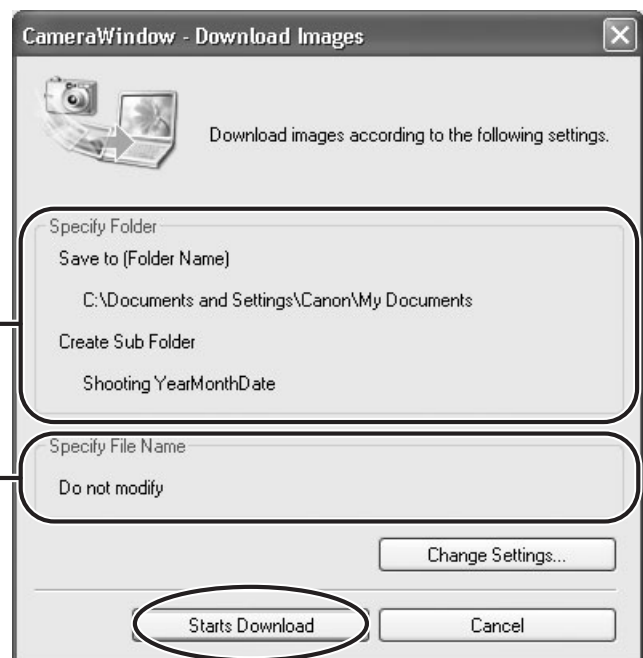 CameraWindow - Download Images
Download images according to the following settings.
Specify Folder
Save to (Folder Name)
C:\Documents and Settings\Canon\My Documents
Create Sub Folder
Shooting YearMonthDate
Specify File Name
Do not modify
Change Settings...
Starts Download
Cancel